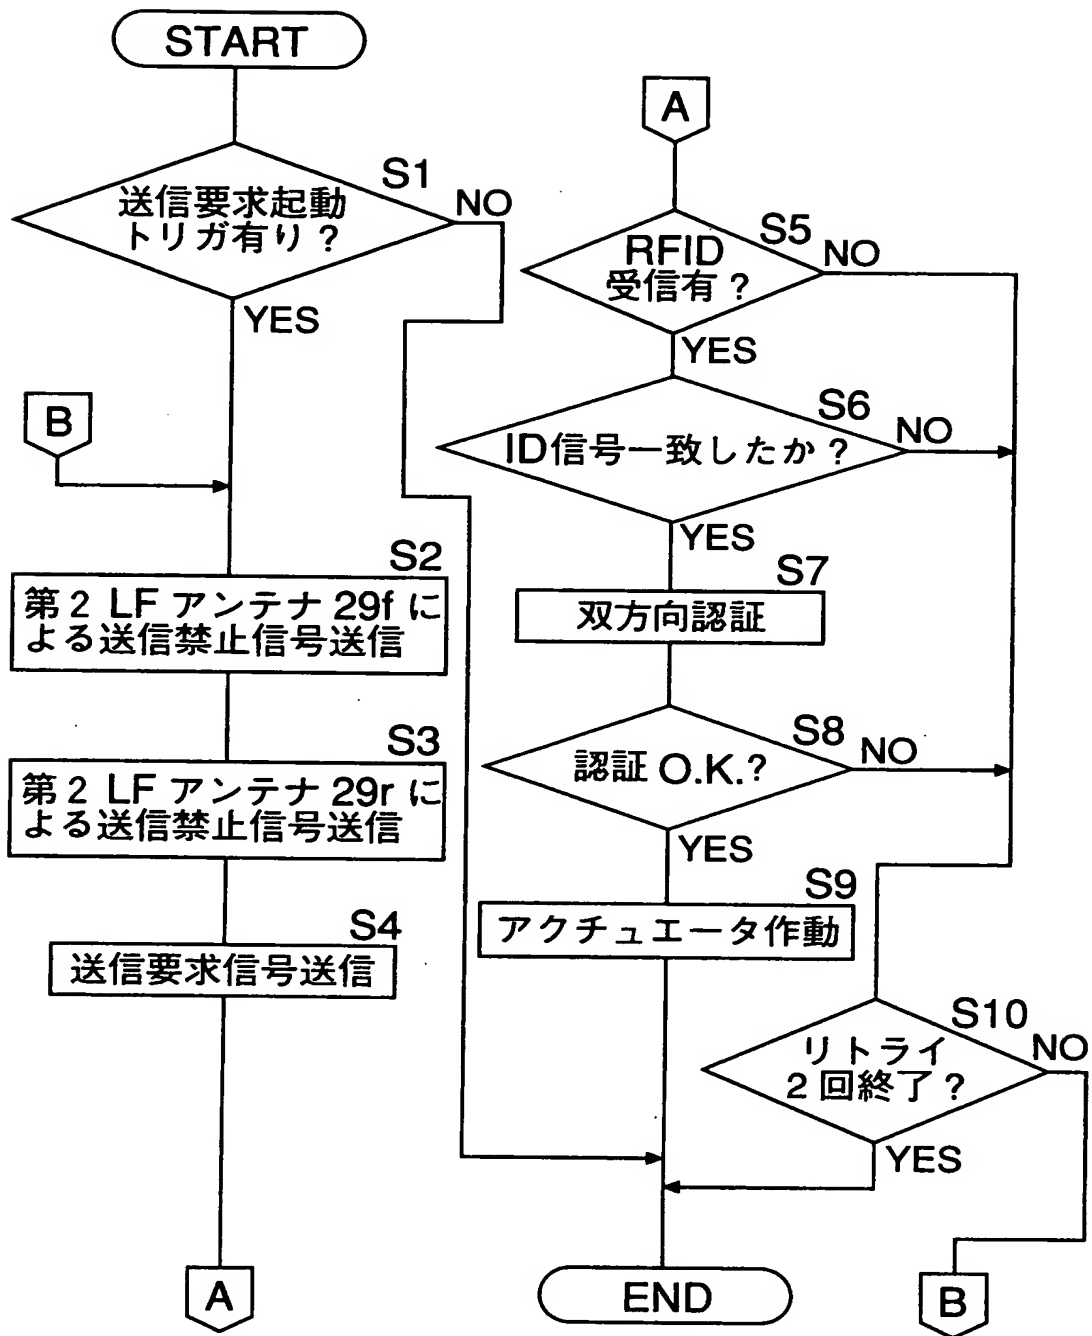 START
S1
送信要求起動
トリガ有り？
NO
YES
B
S2
第2 LF アンテナ 29f に
よる送信禁止信号送信
S3
第2 LF アンテナ 29r に
よる送信禁止信号送信
S4
送信要求信号送信
A
A
S5
RFID
受信有？
NO
YES
S6
ID信号一致したか？
NO
YES
S7
双方向認証
S8
認証 O.K.?
NO
YES
S9
アクチュエータ作動
S10
リトライ
2回終了？
NO
YES
END
B